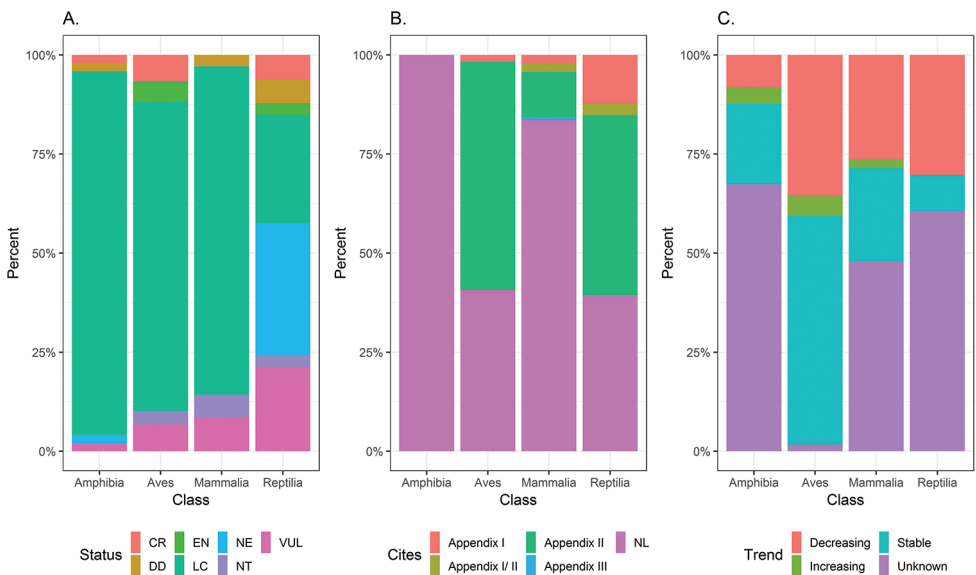 A.
B.
C.
100%
75%
50%
25%
0%
Percent
Amphibia Aves Mammalia Reptilia
Class
Status
CR EN NE VUL
DD LC NT
100%
75%
50%
25%
0%
Percent
Amphibia Aves Mammalia Reptilia
Class
Cites
Appendix I Appendix II NL
Appendix I/ II Appendix III
100%
75%
50%
25%
0%
Percent
Amphibia Aves Mammalia Reptilia
Class
Trend
Decreasing Stable
Increasing Unknown